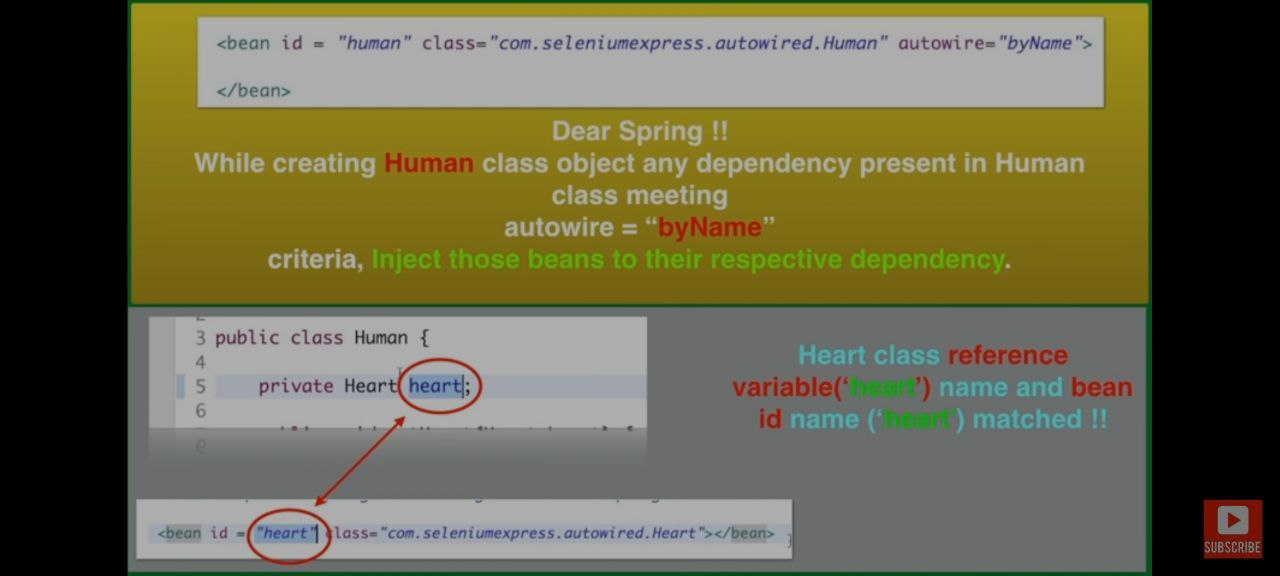 <bean id = "human" class="com.seleniumexpress.autowired.Human" autowire="byName">
</bean>
Dear Spring !!
While creating Human class object any dependency present in Human
class meeting
autowire = “byName”
criteria, Inject those beans to their respective dependency.
3 public class Human {
4
5 private Heart heart;
6
Heart class reference
variable(‘heart’) name and bean
id name (‘heart’) matched !!
<bean id = "heart" class="com.seleniumexpress.autowired.Heart"></bean>
SUBSCRIBE